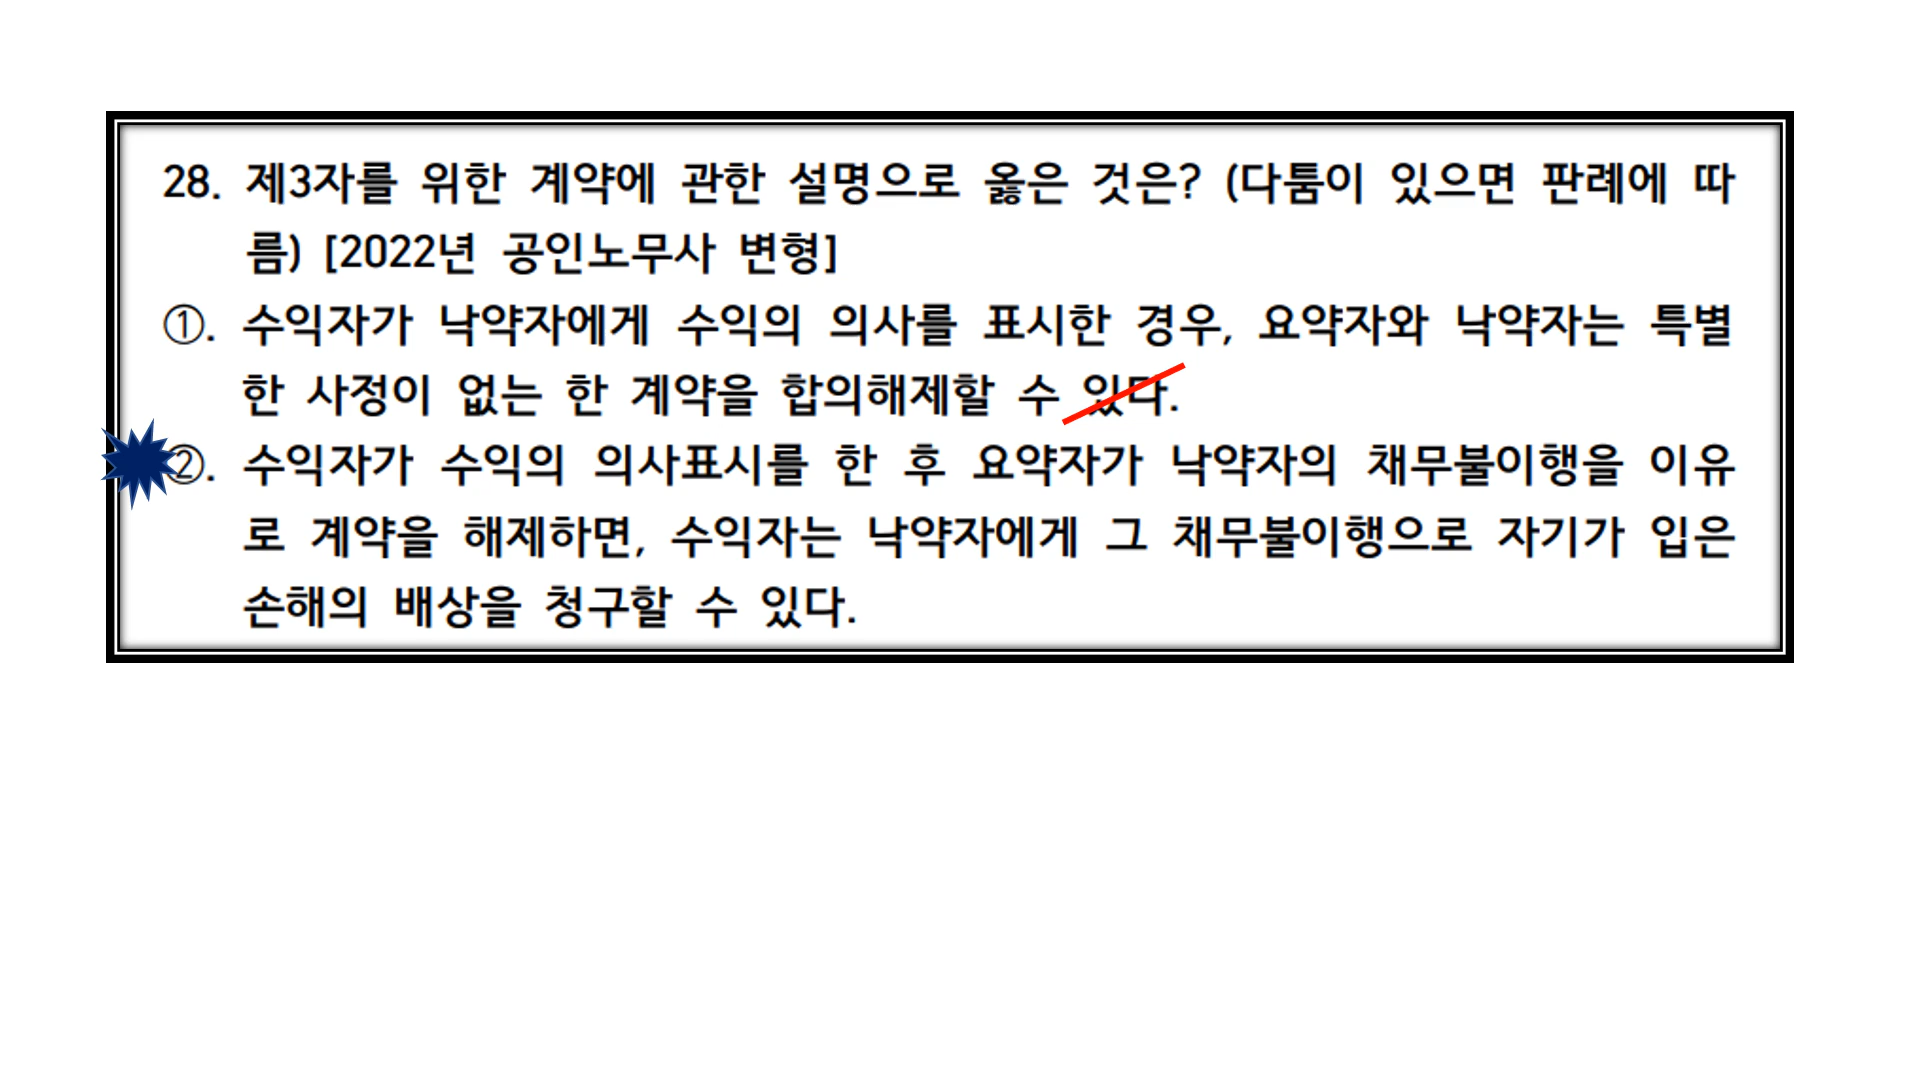 28. 제3자를 위한 계약에 관한 설명으로 옳은 것은? (다툼이 있으면 판례에 따
름) [2022년 공인노무사 변형]
①. 수익자가 낙약자에게 수익의 의사를 표시한 경우, 요약자와 낙약자는 특별
한 사정이 없는 한 계약을 합의해제할 수 있다.
②. 수익자가 수익의 의사표시를 한 후 요약자가 낙약자의 채무불이행을 이유
로 계약을 해제하면, 수익자는 낙약자에게 그 채무불이행으로 자기가 입은
손해의 배상을 청구할 수 있다.